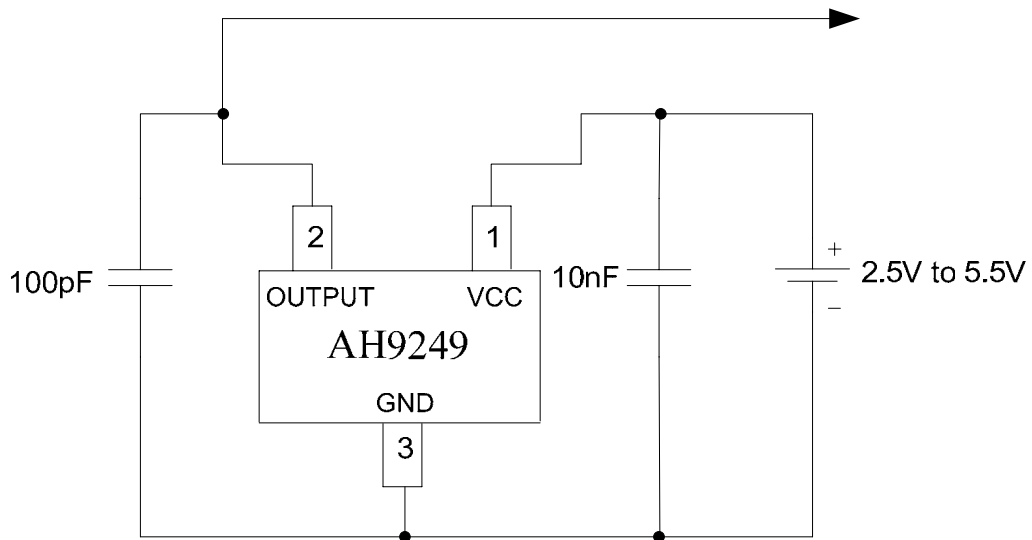 2
1
100pF
OUTPUT
VCC
10nF
+
2.5V to 5.5V
−
AH9249
GND
3